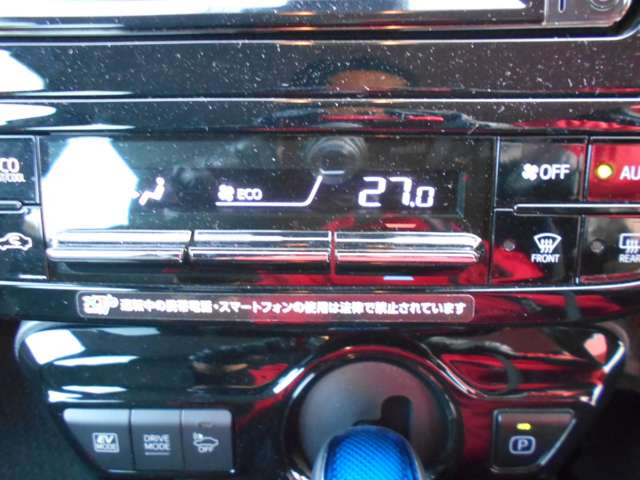 ECO
27.0
OFF
AU
FRONT
REAR
運転中の携帯電話・スマートフォンの使用は法律で禁止されています
EV
MODE
DRIVE
MODE
OFF
P